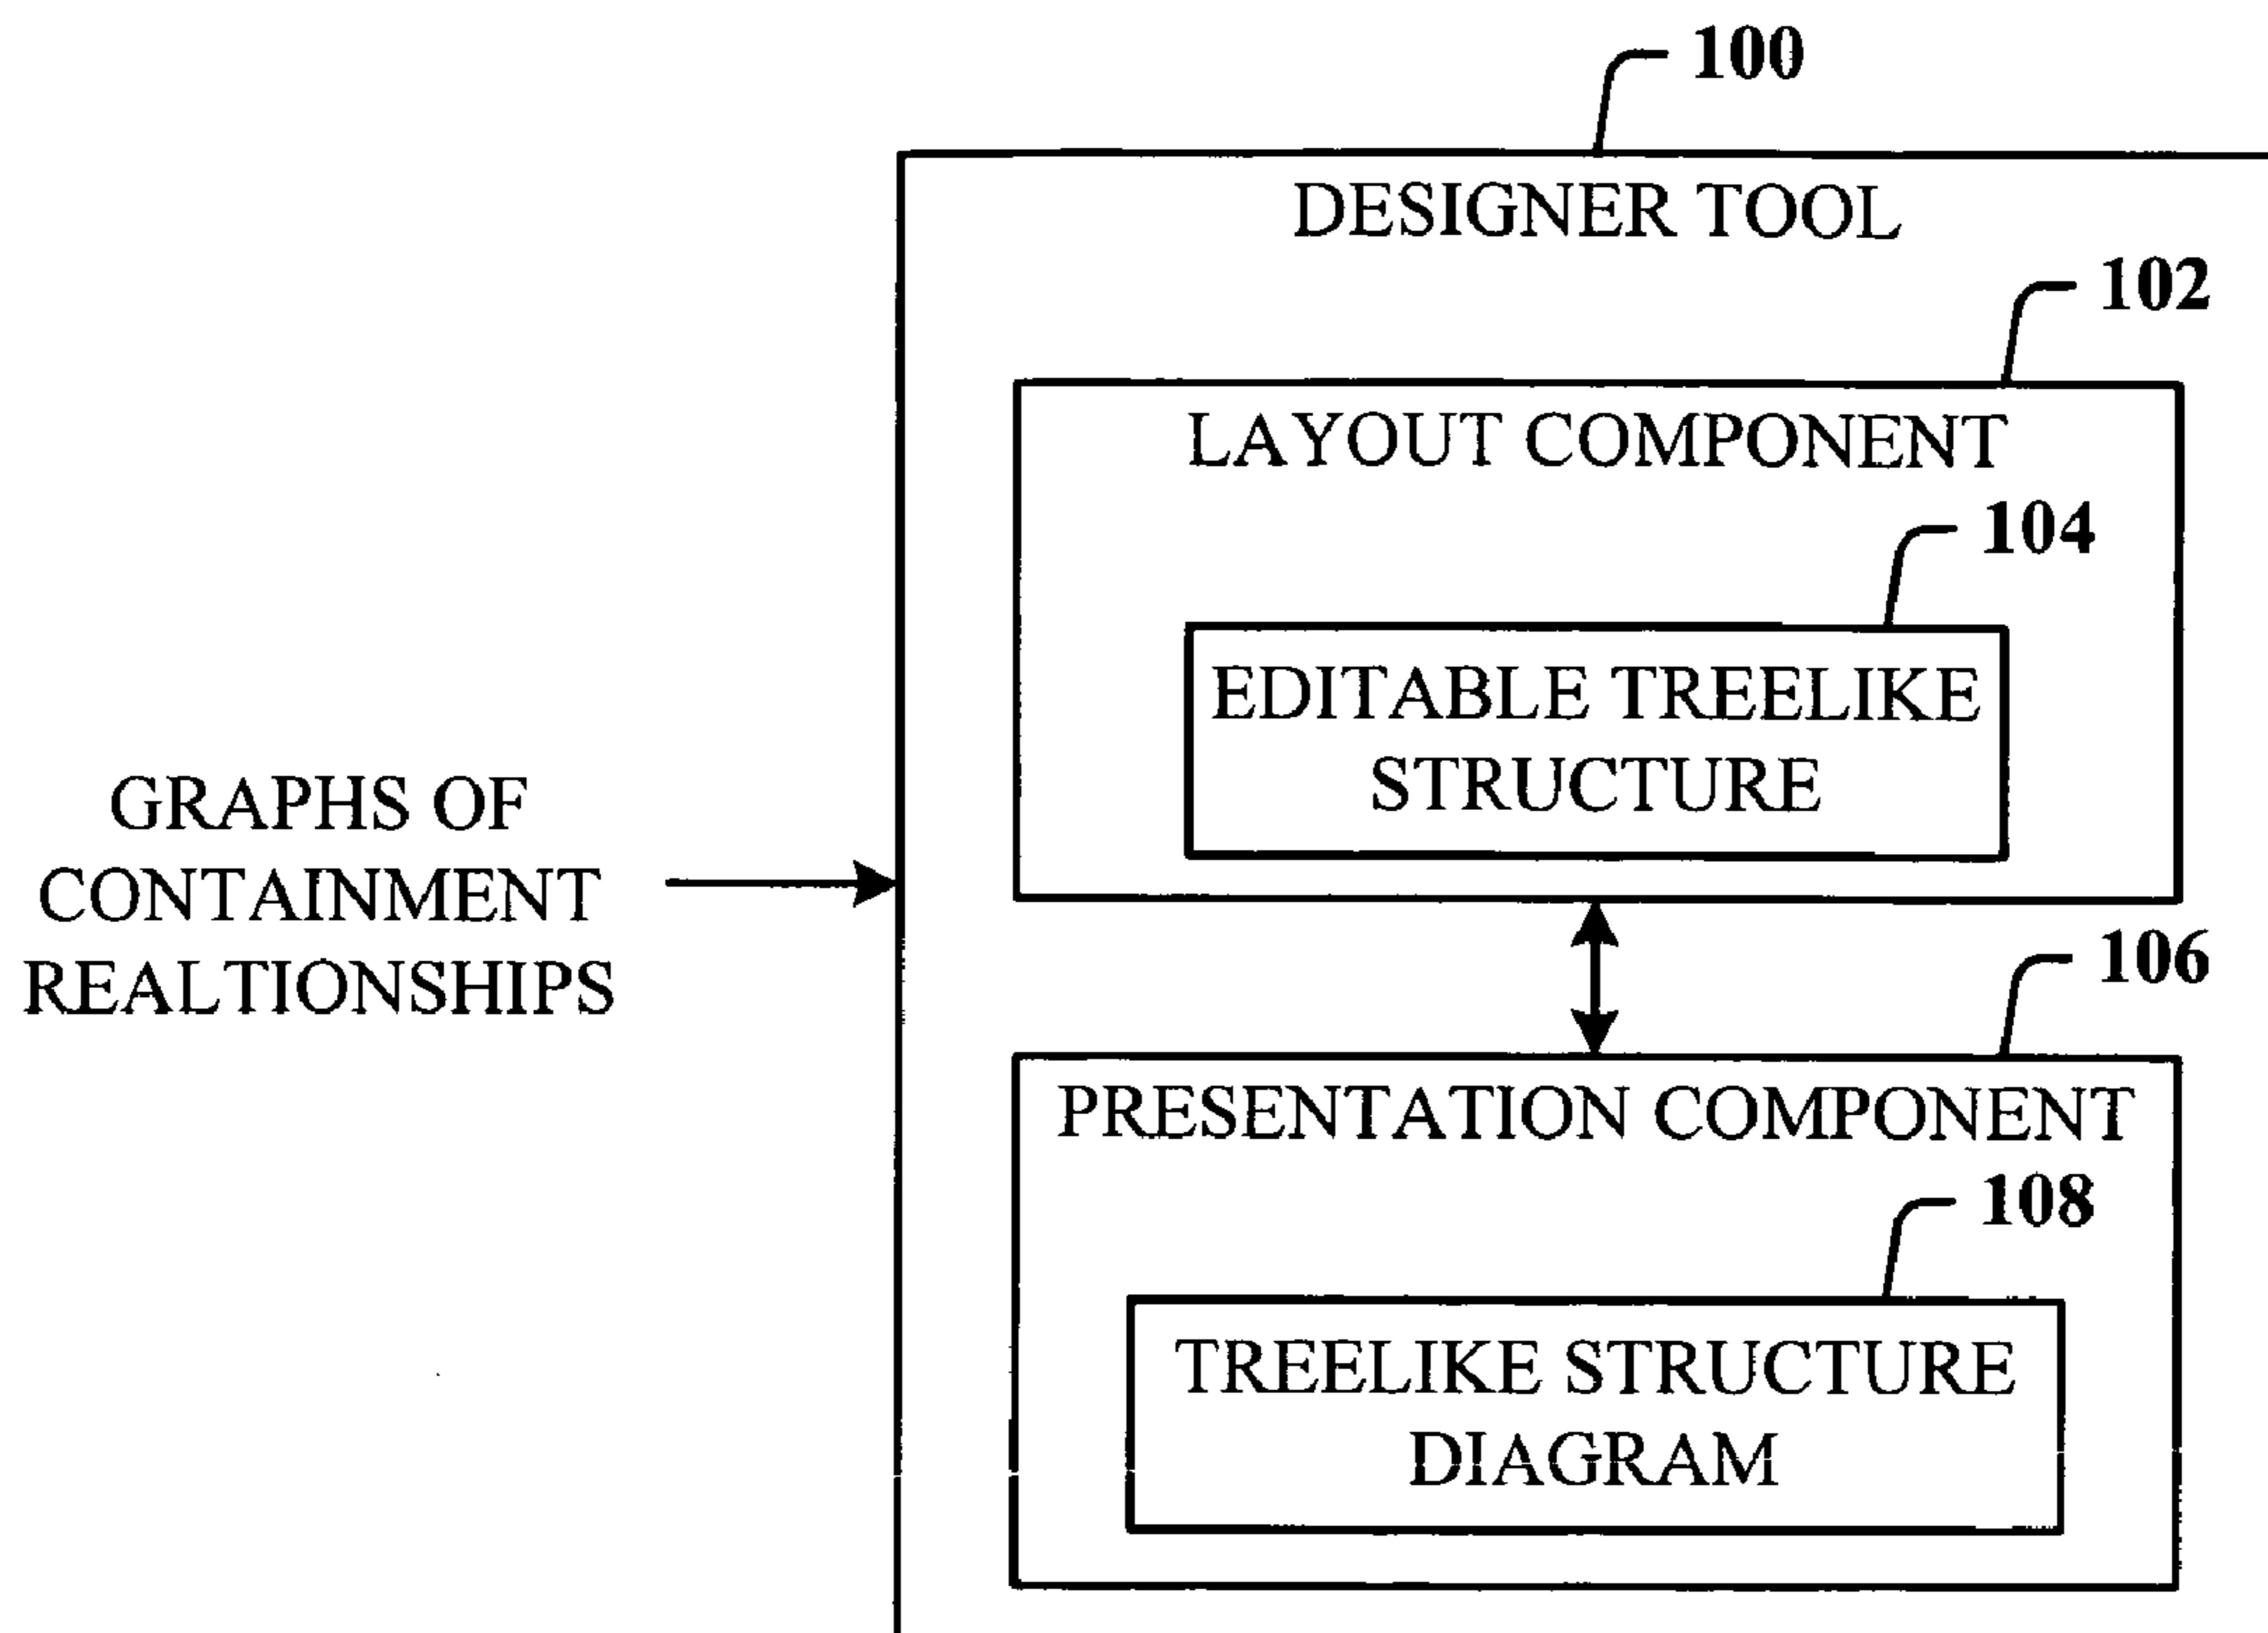 100
DESIGNER TOOL
102
LAYOUT COMPONENT
104
EDITABLE TREELIKE
STRUCTURE
GRAPHS OF
CONTAINMENT
REALTIONSHIPS
106
PRESENTATION COMPONENT
108
TREELIKE STRUCTURE
DIAGRAM